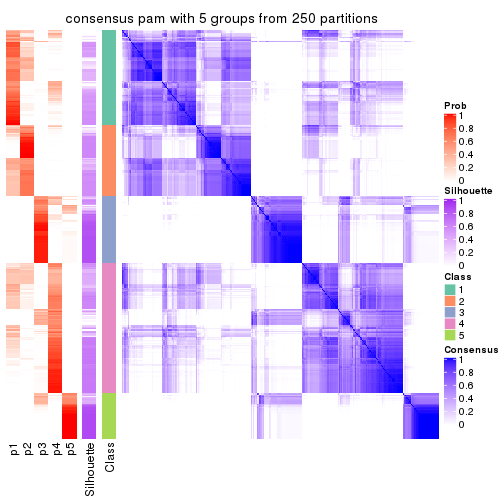 consensus pam with 5 groups from 250 partitions
Prob
1
0.8
0.6
0.4
0.2
0
Silhouette
1
0.8
0.6
0.4
0.2
0
Class
1
2
3
4
5
Consensus
1
0.8
0.6
0.4
0.2
0
p1
p2
p3
p4
p5
Silhouette
Class